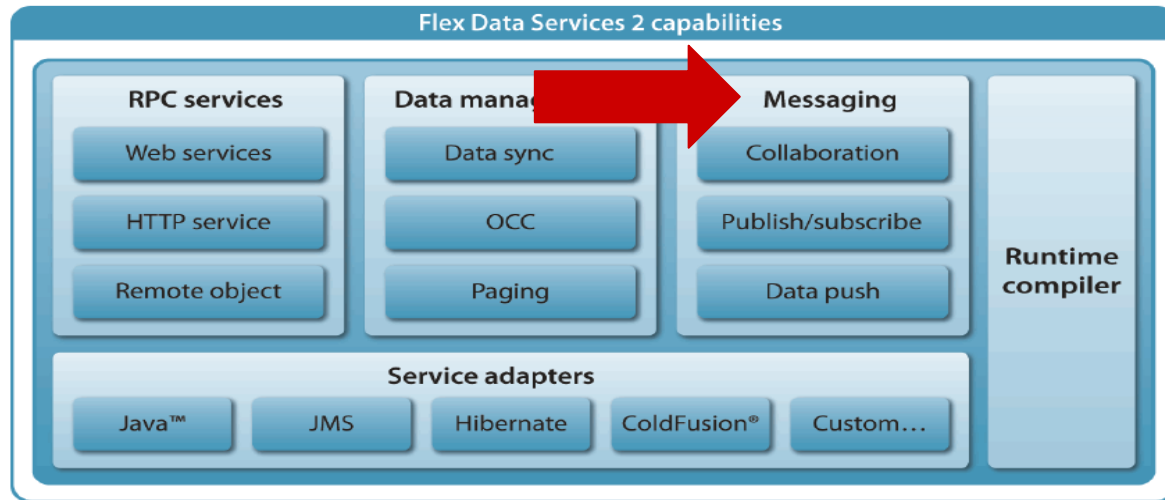 Flex Data Services 2 capabilities
RPC services
Web services
HTTP service
Remote object
Data manag
Data sync
OCC
Paging
Messaging
Collaboration
Publish/subscribe
Data push
Runtime
compiler
Service adapters
Java™
JMS
Hibernate
ColdFusion®
Custom…